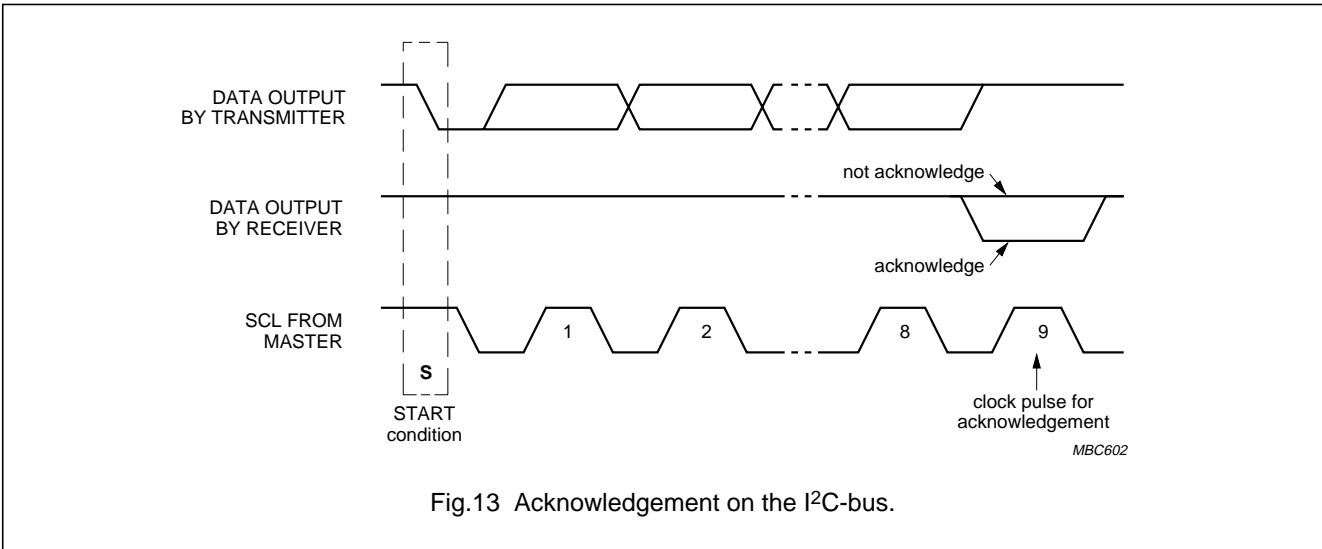 DATA OUTPUT
BY TRANSMITTER
not acknowledge
DATA OUTPUT
BY RECEIVER
acknowledge
SCL FROM
MASTER
1
2
8
9
S
START
condition
clock pulse for
acknowledgement
MBC602
Fig.13 Acknowledgement on the I²C-bus.